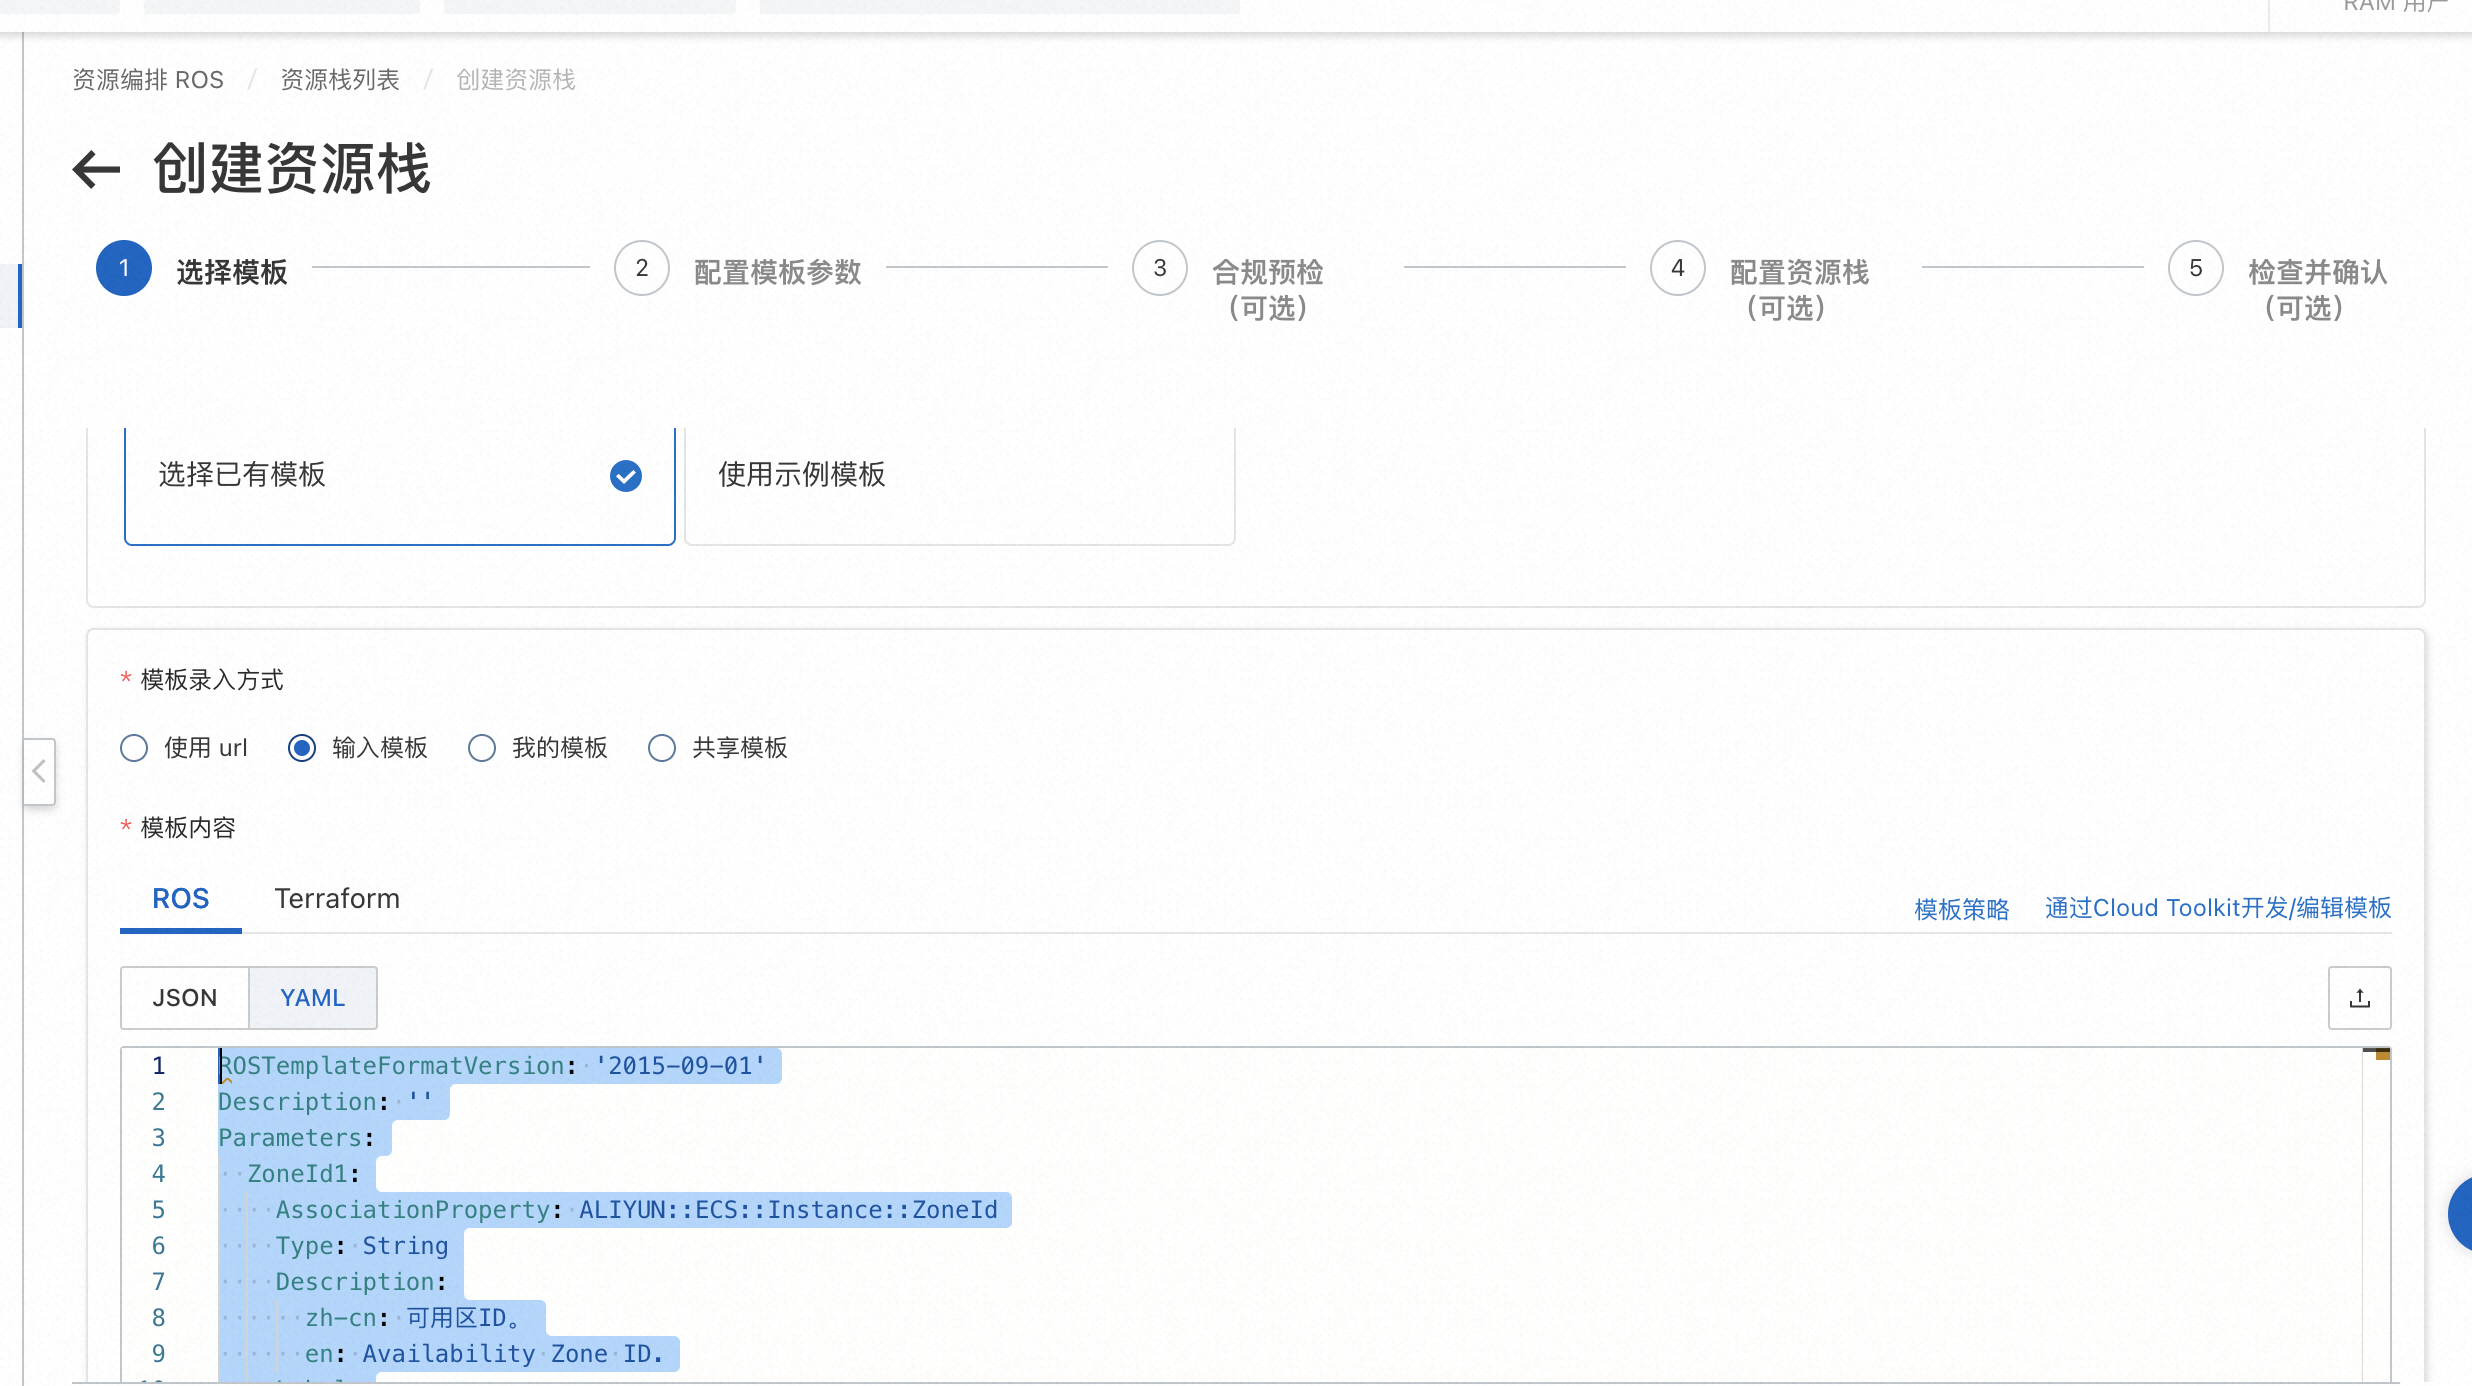 资源编排 ROS / 资源栈列表 / 创建资源栈
创建资源栈
1 选择模板
2 配置模板参数
3 合规预检
（可选）
4 配置资源栈
（可选）
5 检查并确认
（可选）
选择已有模板
使用示例模板
* 模板录入方式
使用 url 输入模板 我的模板 共享模板
* 模板内容
ROS Terraform 模板策略 通过Cloud Toolkit开发/编辑模板
JSON YAML
1 ROSTemplateFormatVersion: '2015-09-01'
2 Description: ''
3 Parameters:
4 ZoneId1:
5 AssociationProperty: ALIYUN::ECS::Instance::ZoneId
6 Type: String
7 Description:
8 zh-cn: 可用区ID。
9 en: Availability Zone ID.